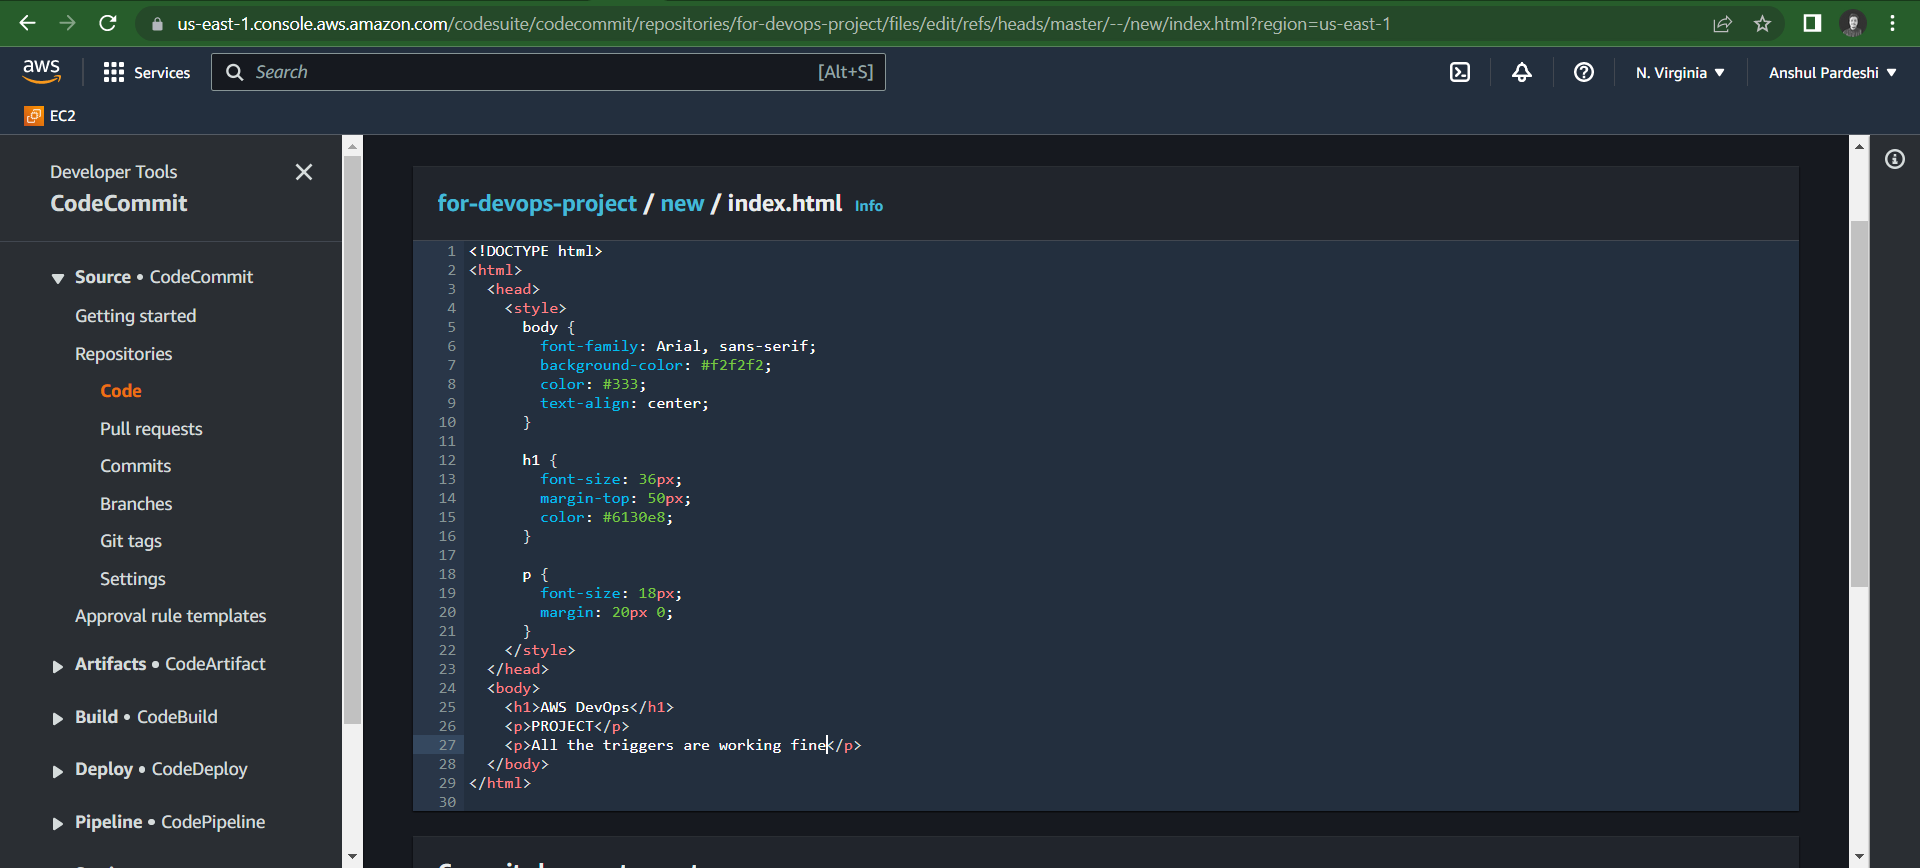 us-east-1.console.aws.amazon.com/codesuite/codecommit/repositories/for-devops-project/files/edit/refs/heads/master/--/new/index.html?region=us-east-1
aws
Services
Search
[Alt+S]
N. Virginia
Anshul Pardeshi
EC2
Developer Tools
CodeCommit
Source • CodeCommit
Getting started
Repositories
Code
Pull requests
Commits
Branches
Git tags
Settings
Approval rule templates
Artifacts • CodeArtifact
Build • CodeBuild
Deploy • CodeDeploy
Pipeline • CodePipeline
for-devops-project / new / index.html Info
1 <!DOCTYPE html>
2 <html>
3   <head>
4     <style>
5       body {
6         font-family: Arial, sans-serif;
7         background-color: #f2f2f2;
8         color: #333;
9         text-align: center;
10       }
11
12       h1 {
13         font-size: 36px;
14         margin-top: 50px;
15         color: #6130e8;
16       }
17
18       p {
19         font-size: 18px;
20         margin: 20px 0;
21       }
22     </style>
23   </head>
24   <body>
25     <h1>AWS DevOps</h1>
26     <p>PROJECT</p>
27     <p>All the triggers are working fine</p>
28   </body>
29 </html>
30